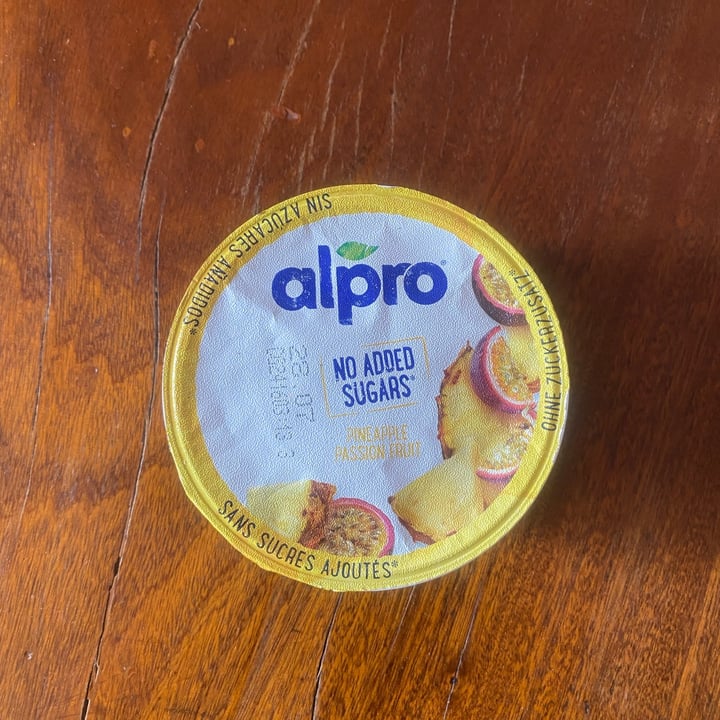 SIN AZÚCARES AÑADIDOS*
alpro
OHNE ZUCKERZUSATZ*
NO ADDED
SUGARS*
PINEAPPLE
PASSION FRUIT
28 07
SANS SUCRES AJOUTÉS*